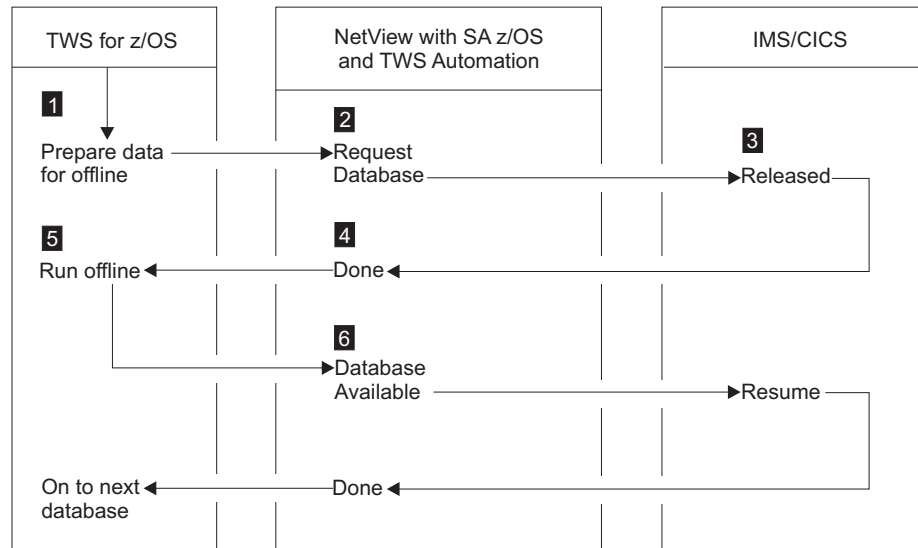 TWS for z/OS
NetView with SA z/OS
and TWS Automation
IMS/CICS
1
Prepare data
for offline
2
Request
Database
3
Released
5
Run offline
4
Done
6
Database
Available
Resume
On to next
database
Done